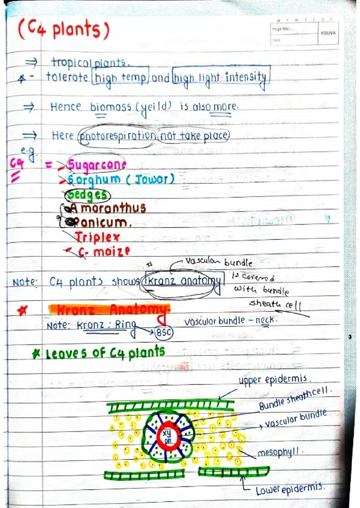 (C4 plants)
YOUVA
⇒ tropical plants.
* - tolerate high temp and high light intensity
⇒ Hence biomass (yeild) is also more.
⇒ Here photorespiration not take place
e.g
C4 = > Sugarcane
> Sorghum (Jowar)
Sedges
Amaranthus
Panicum.
Triplex
C. maize
vascular bundle
Note: C4 plants shows kranz anatomy is covered
with bundle
sheath cell
* Kranz Anatomy
Note: Kranz: Ring BSC vascular bundle - neck.
* Leaves of C4 plants
upper epidermis.
Bundle sheath cell.
vascular bundle
xy
mesophyll.
Lower epidermis.